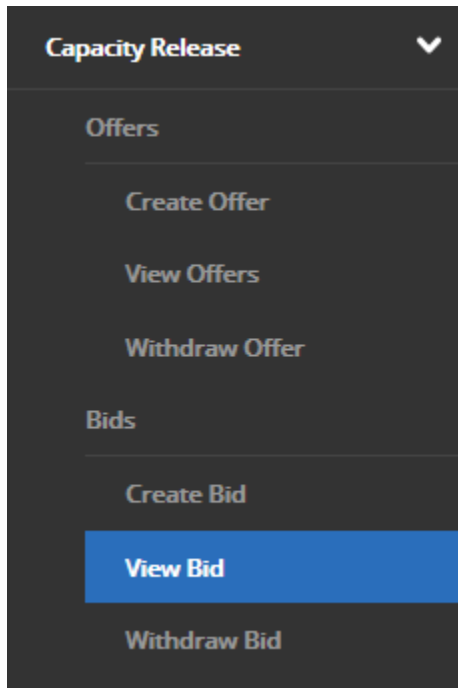 Capacity Release
Offers
Create Offer
View Offers
Withdraw Offer
Bids
Create Bid
View Bid
Withdraw Bid